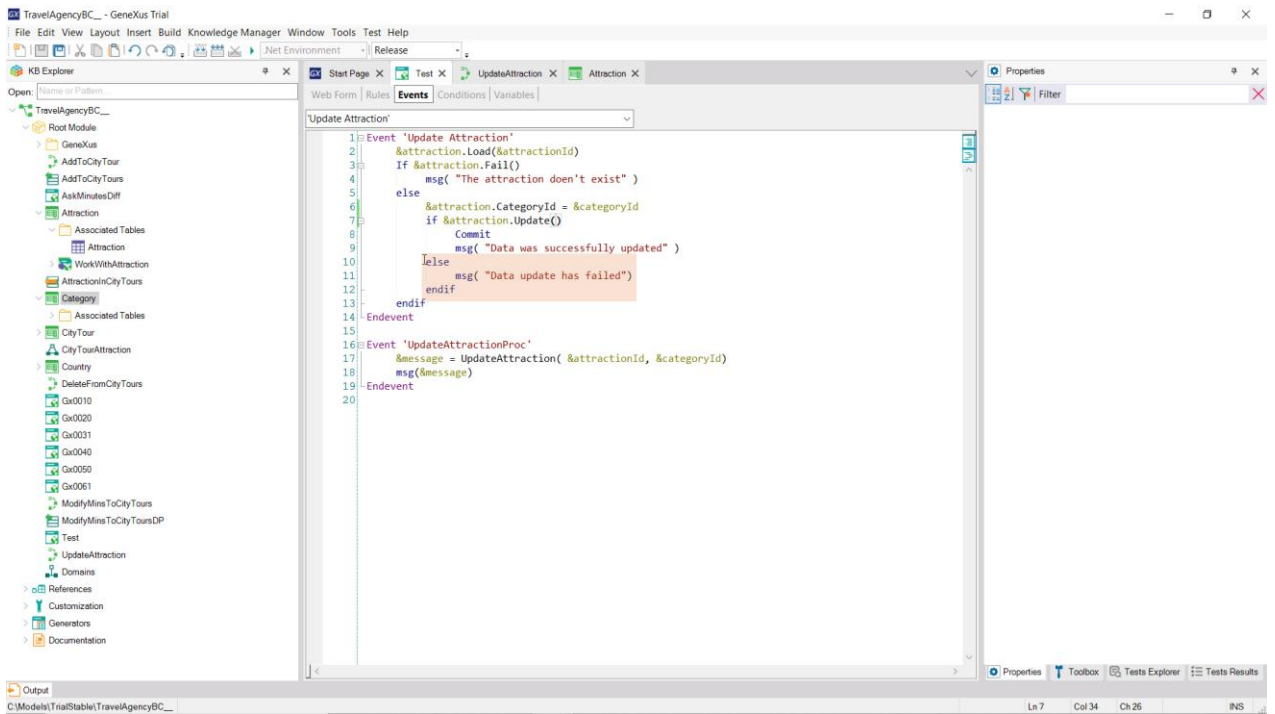 TravelAgencyBC__ - GeneXus Trial
File Edit View Layout Insert Build Knowledge Manager Window Tools Test Help
.Net Environment Release
KB Explorer
Open: Name or Pattern...
TravelAgencyBC__
Root Module
GeneXus
AddToCityTour
AddToCityTours
AskMinutesDiff
Attraction
Associated Tables
Attraction
WorkWithAttraction
AttractionInCityTours
Category
Associated Tables
CityTour
CityTourAttraction
Country
DeleteFromCityTours
Gx0010
Gx0020
Gx0031
Gx0040
Gx0050
Gx0061
ModifyMinsToCityTours
ModifyMinsToCityToursDP
Test
UpdateAttraction
Domains
References
Customization
Generators
Documentation
Start Page Test UpdateAttraction Attraction
Web Form Rules Events Conditions Variables
'Update Attraction'
1 Event 'Update Attraction'
2 &attraction.Load(&attractionId)
3 If &attraction.Fail()
4 msg( "The attraction doen't exist" )
5 else
6 &attraction.CategoryId = &categoryId
7 if &attraction.Update()
8 Commit
9 msg( "Data was successfully updated" )
10 else
11 msg( "Data update has failed")
12 endif
13 endif
14 Endevent
15
16 Event 'UpdateAttractionProc'
17 &message = UpdateAttraction( &attractionId, &categoryId)
18 msg(&message)
19 Endevent
20
Properties
Filter
Properties Toolbox Tests Explorer Tests Results
Output
C:\Models\TrialStable\TravelAgencyBC__ Ln 7 Col 34 Ch 26 INS